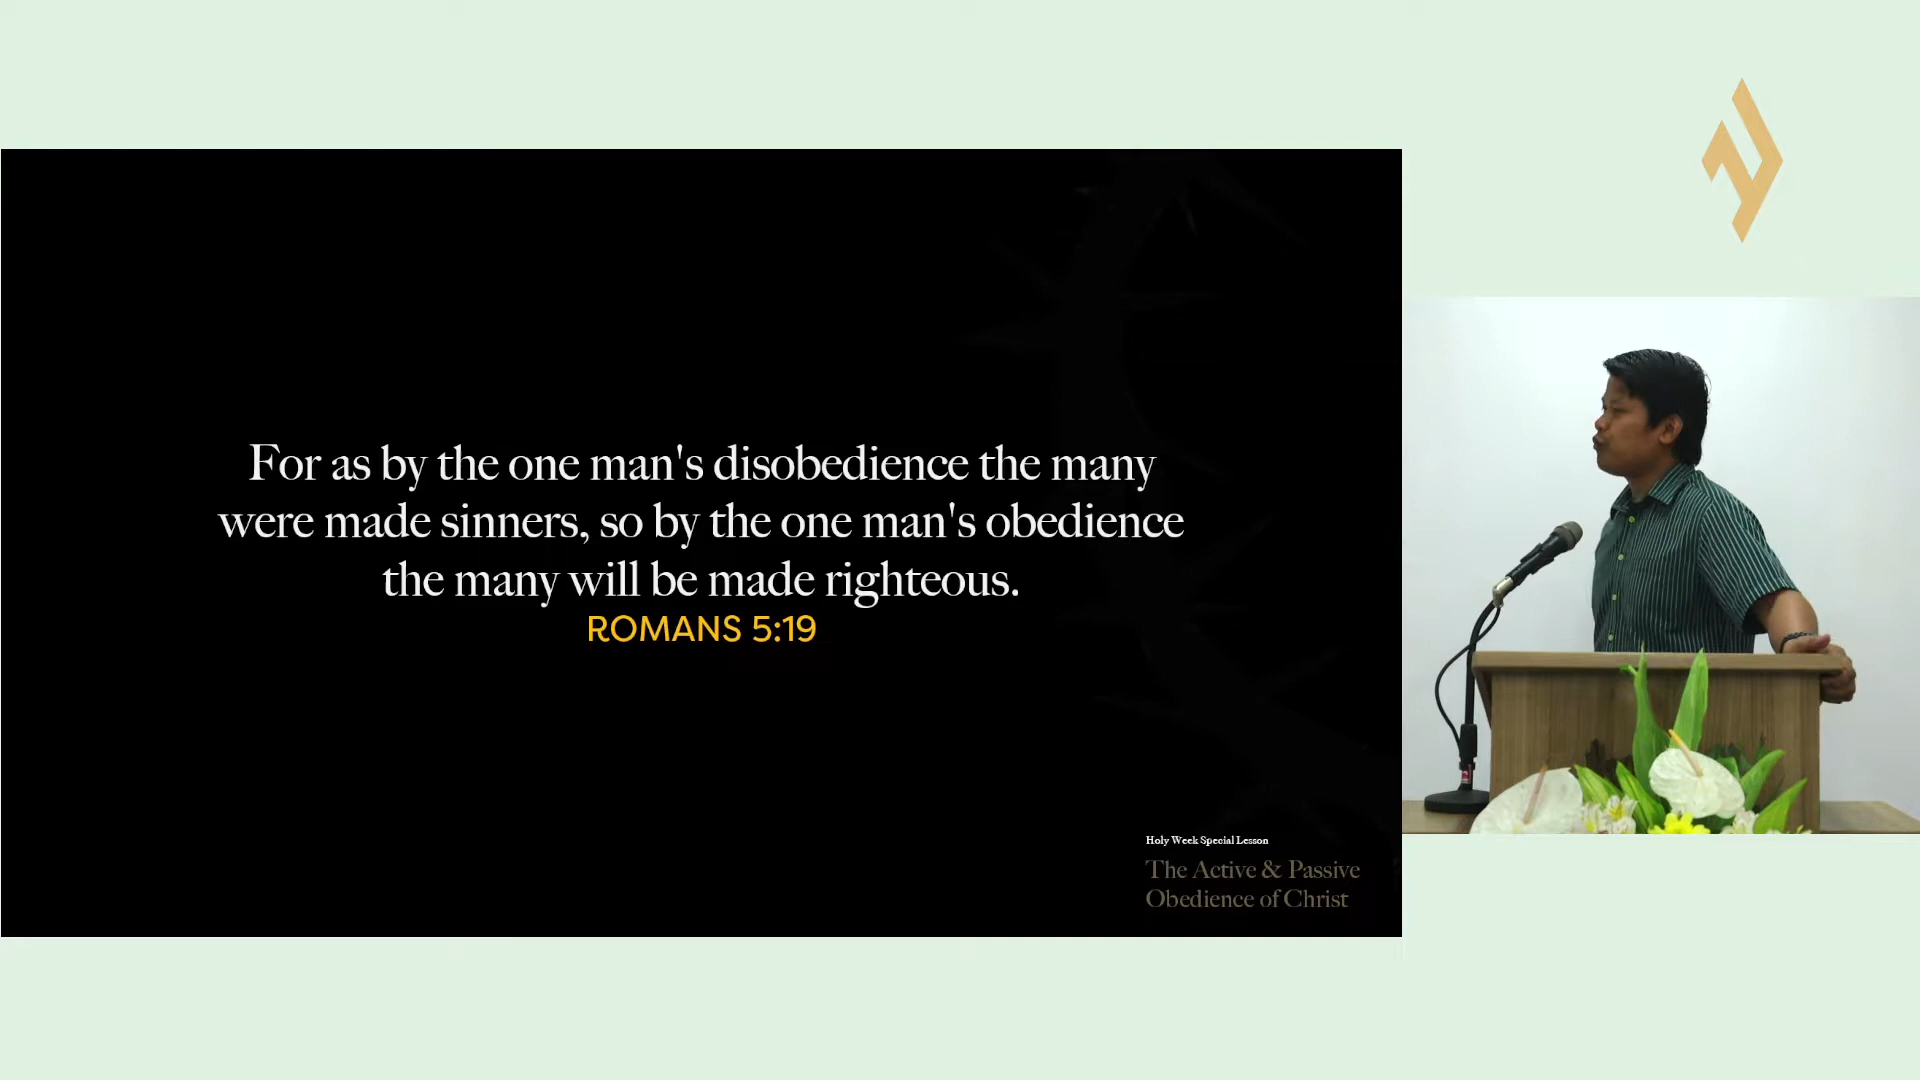 For as by the one man's disobedience the many
were made sinners, so by the one man's obedience
the many will be made righteous.
ROMANS 5:19
Holy Week Special Lesson
The Active & Passive
Obedience of Christ